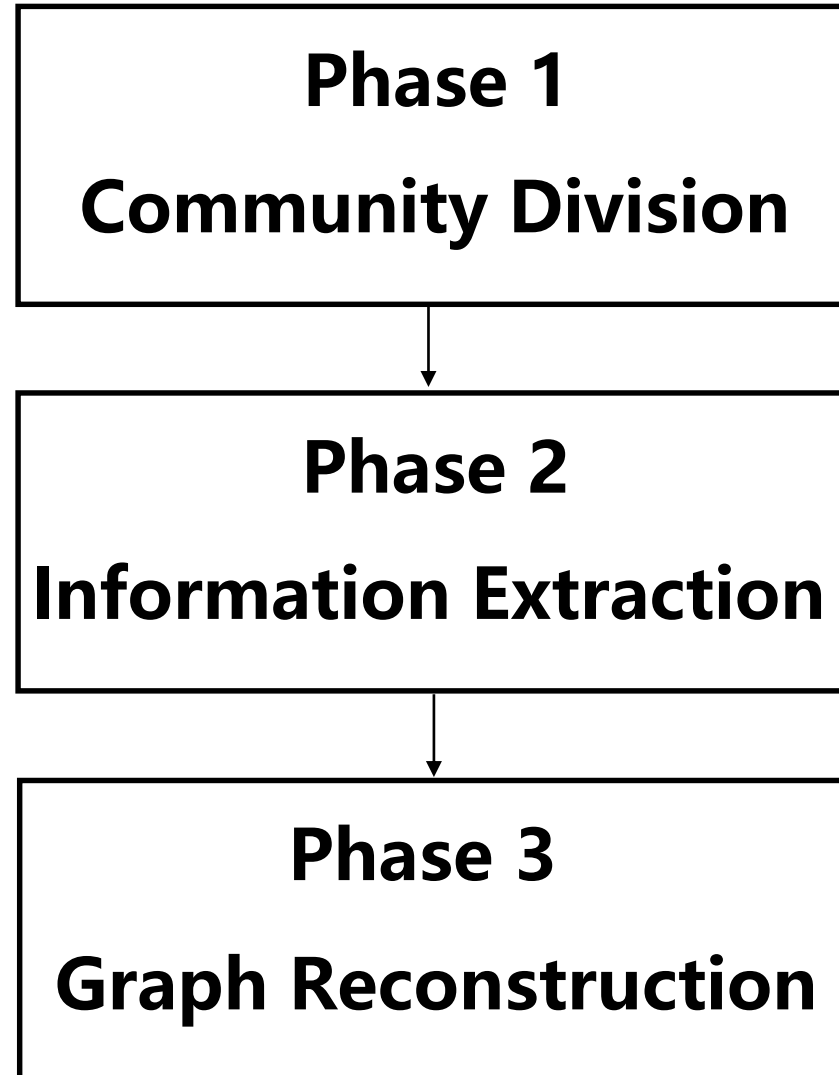 Phase 1
Community Division
Phase 2
Information Extraction
Phase 3
Graph Reconstruction